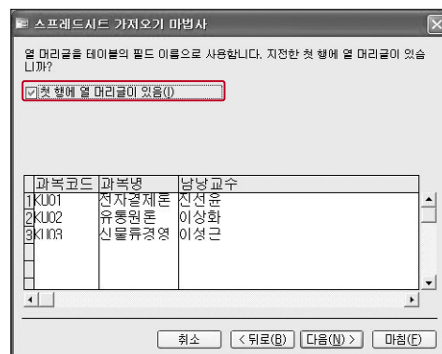 스프레드시트 가져오기 마법사
열 머리글을 테이블의 필드 이름으로 사용합니다. 지전한 첫 행에 열 머리글이 있습
니까?
첫 행에 열 머리글이 있음(I)
과목코드 과목명 남낭교수
1 KU01 전자결제론 진선윤
2 KU02 유통원론 이상화
3 KU03 신물류경영 이성근
취소 < 뒤로(B) 다음(N) > 마침(F)